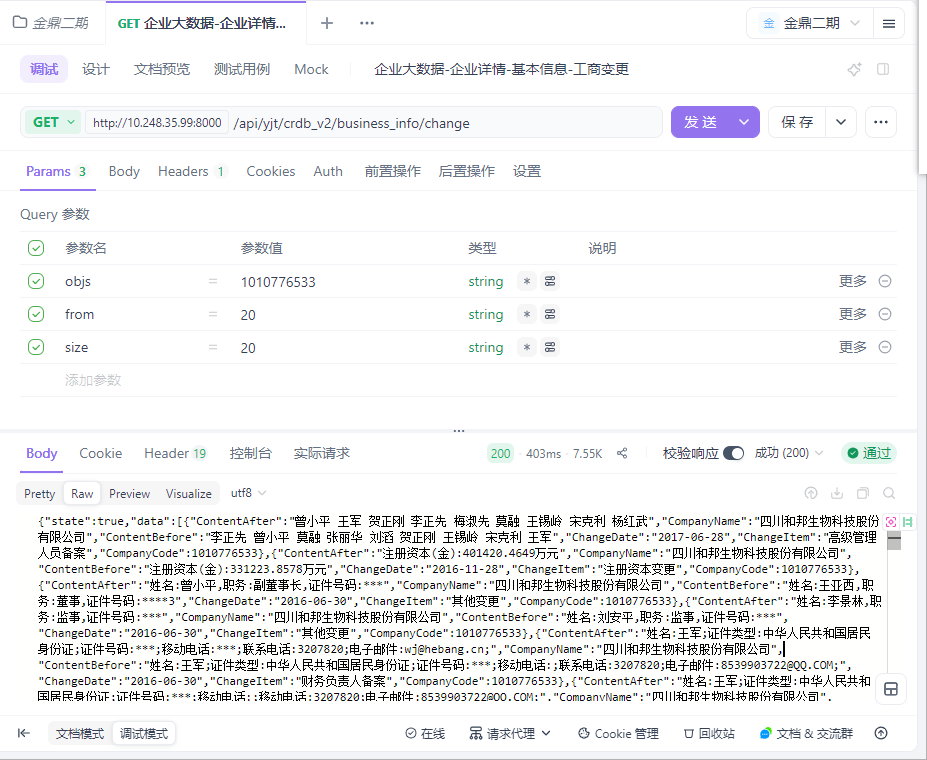 金鼎二期
GET 企业大数据-企业详情...
金 金鼎二期
调试 设计 文档预览 测试用例 Mock 企业大数据-企业详情-基本信息-工商变更
GET http://10.248.35.99:8000 /api/yjt/crdb_v2/business_info/change 发送 保存
Params 3 Body Headers 1 Cookies Auth 前置操作 后置操作 设置
Query 参数
参数名 参数值 类型 说明
objs = 1010776533 string * 更多
from = 20 string * 更多
size = 20 string * 更多
添加参数
Body Cookie Header 19 控制台 实际请求 200 · 403ms · 7.55K 校验响应 成功 (200) 通过
Pretty Raw Preview Visualize utf8
{"state":true,"data":[{"ContentAfter":"曾小平 王军 贺正刚 李正先 梅淑先 莫融 王锡岭 宋克利 杨红武","CompanyName":"四川和邦生物科技股份
有限公司","ContentBefore":"李正先 曾小平 莫融 张丽华 刘滔 贺正刚 王锡岭 宋克利 王军","ChangeDate":"2017-06-28","ChangeItem":"高级管理
人员备案","CompanyCode":1010776533},{"ContentAfter":"注册资本(金):401420.4649万元","CompanyName":"四川和邦生物科技股份有限公司",
"ContentBefore":"注册资本(金):331223.8578万元","ChangeDate":"2016-11-28","ChangeItem":"注册资本变更","CompanyCode":1010776533},
{"ContentAfter":"姓名:曾小平,职务:副董事长,证件号码:***","CompanyName":"四川和邦生物科技股份有限公司","ContentBefore":"姓名:王亚西,职
务:董事,证件号码:****3","ChangeDate":"2016-06-30","ChangeItem":"其他变更","CompanyCode":1010776533},{"ContentAfter":"姓名:李景林,职
务:监事,证件号码:***","CompanyName":"四川和邦生物科技股份有限公司","ContentBefore":"姓名:刘安平,职务:监事,证件号码:***",
"ChangeDate":"2016-06-30","ChangeItem":"其他变更","CompanyCode":1010776533},{"ContentAfter":"姓名:王军;证件类型:中华人民共和国居民
身份证;证件号码:***;移动电话:***;联系电话:3207820;电子邮件:wj@hebang.cn;","CompanyName":"四川和邦生物科技股份有限公司",
"ContentBefore":"姓名:王军;证件类型:中华人民共和国居民身份证;证件号码:***;移动电话:;联系电话:3207820;电子邮件:8539903722@QQ.COM;",
"ChangeDate":"2016-06-30","ChangeItem":"财务负责人备案","CompanyCode":1010776533},{"ContentAfter":"姓名:王军;证件类型:中华人民共和
国居民身份证;证件号码:***;移动电话:;移动电话:3207820;电子邮件:8539903722@QQ.COM;","CompanyName":"四川和邦生物科技股份有限公司",
文档模式 调试模式 在线 请求代理 Cookie 管理 回收站 文档 & 交流群